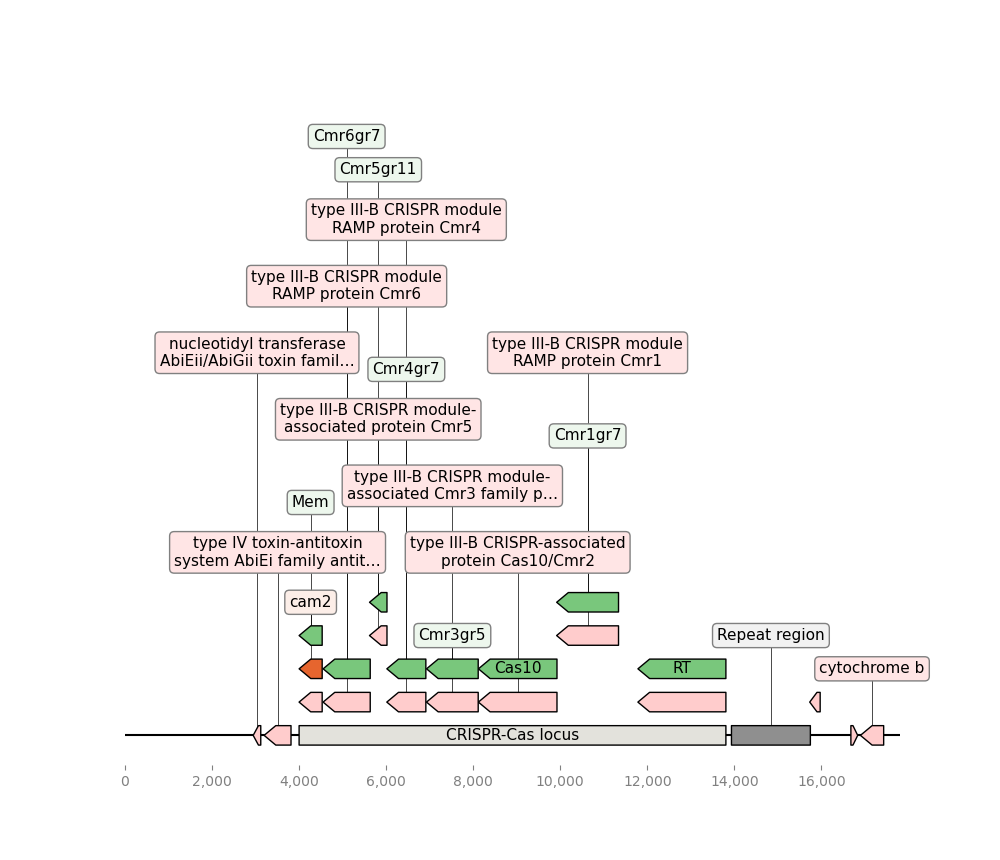 Cmr6gr7
Cmr5gr11
type III-B CRISPR module
RAMP protein Cmr4
type III-B CRISPR module
RAMP protein Cmr6
nucleotidyl transferase
AbiEii/AbiGii toxin famil…
type III-B CRISPR module
RAMP protein Cmr1
Cmr4gr7
type III-B CRISPR module-
associated protein Cmr5
Cmr1gr7
type III-B CRISPR module-
associated Cmr3 family p…
Mem
type IV toxin-antitoxin
system AbiEi family antit…
type III-B CRISPR-associated
protein Cas10/Cmr2
cam2
Cmr3gr5
Repeat region
Cas10
RT
cytochrome b
CRISPR-Cas locus
0
2,000
4,000
6,000
8,000
10,000
12,000
14,000
16,000